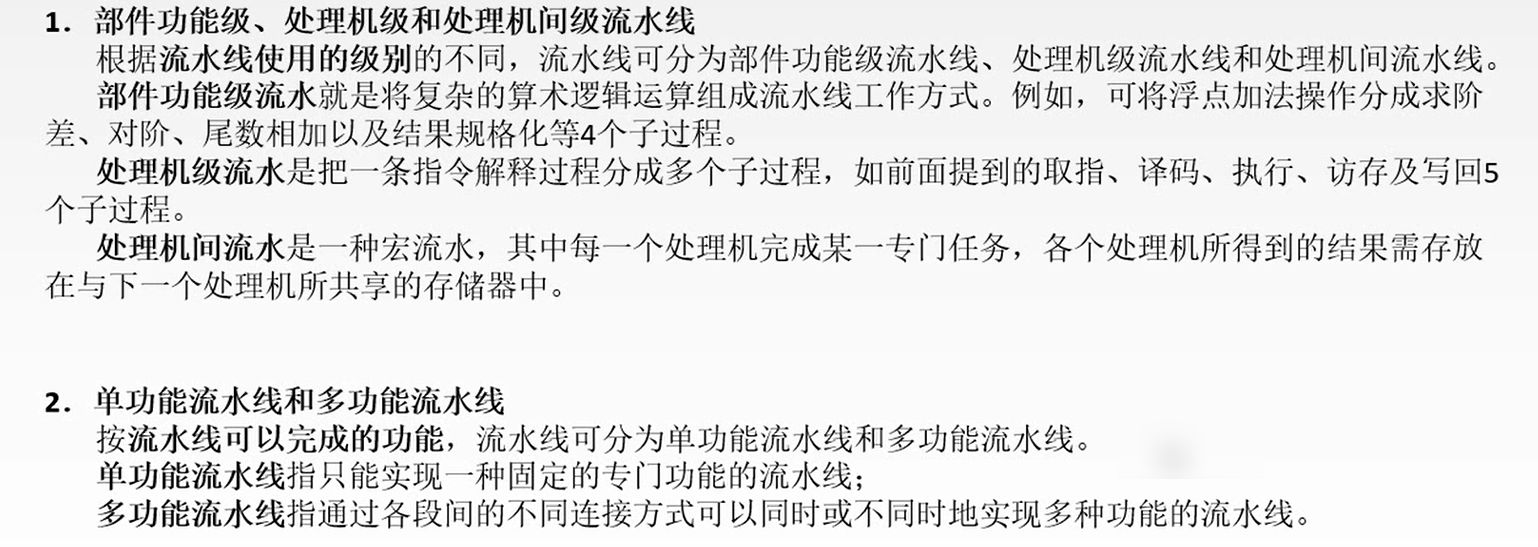 1. 部件功能级、处理机级和处理机间级流水线
根据流水线使用的级别的不同，流水线可分为部件功能级流水线、处理机级流水线和处理机间流水线。
部件功能级流水就是将复杂的算术逻辑运算组成流水线工作方式。例如，可将浮点加法操作分成求阶
差、对阶、尾数相加以及结果规格化等4个子过程。
处理机级流水是把一条指令解释过程分成多个子过程，如前面提到的取指、译码、执行、访存及写回5
个子过程。
处理机间流水是一种宏流水，其中每一个处理机完成某一专门任务，各个处理机所得到的结果需存放
在与下一个处理机所共享的存储器中。
2. 单功能流水线和多功能流水线
按流水线可以完成的功能，流水线可分为单功能流水线和多功能流水线。
单功能流水线指只能实现一种固定的专门功能的流水线；
多功能流水线指通过各段间的不同连接方式可以同时或不同时地实现多种功能的流水线。